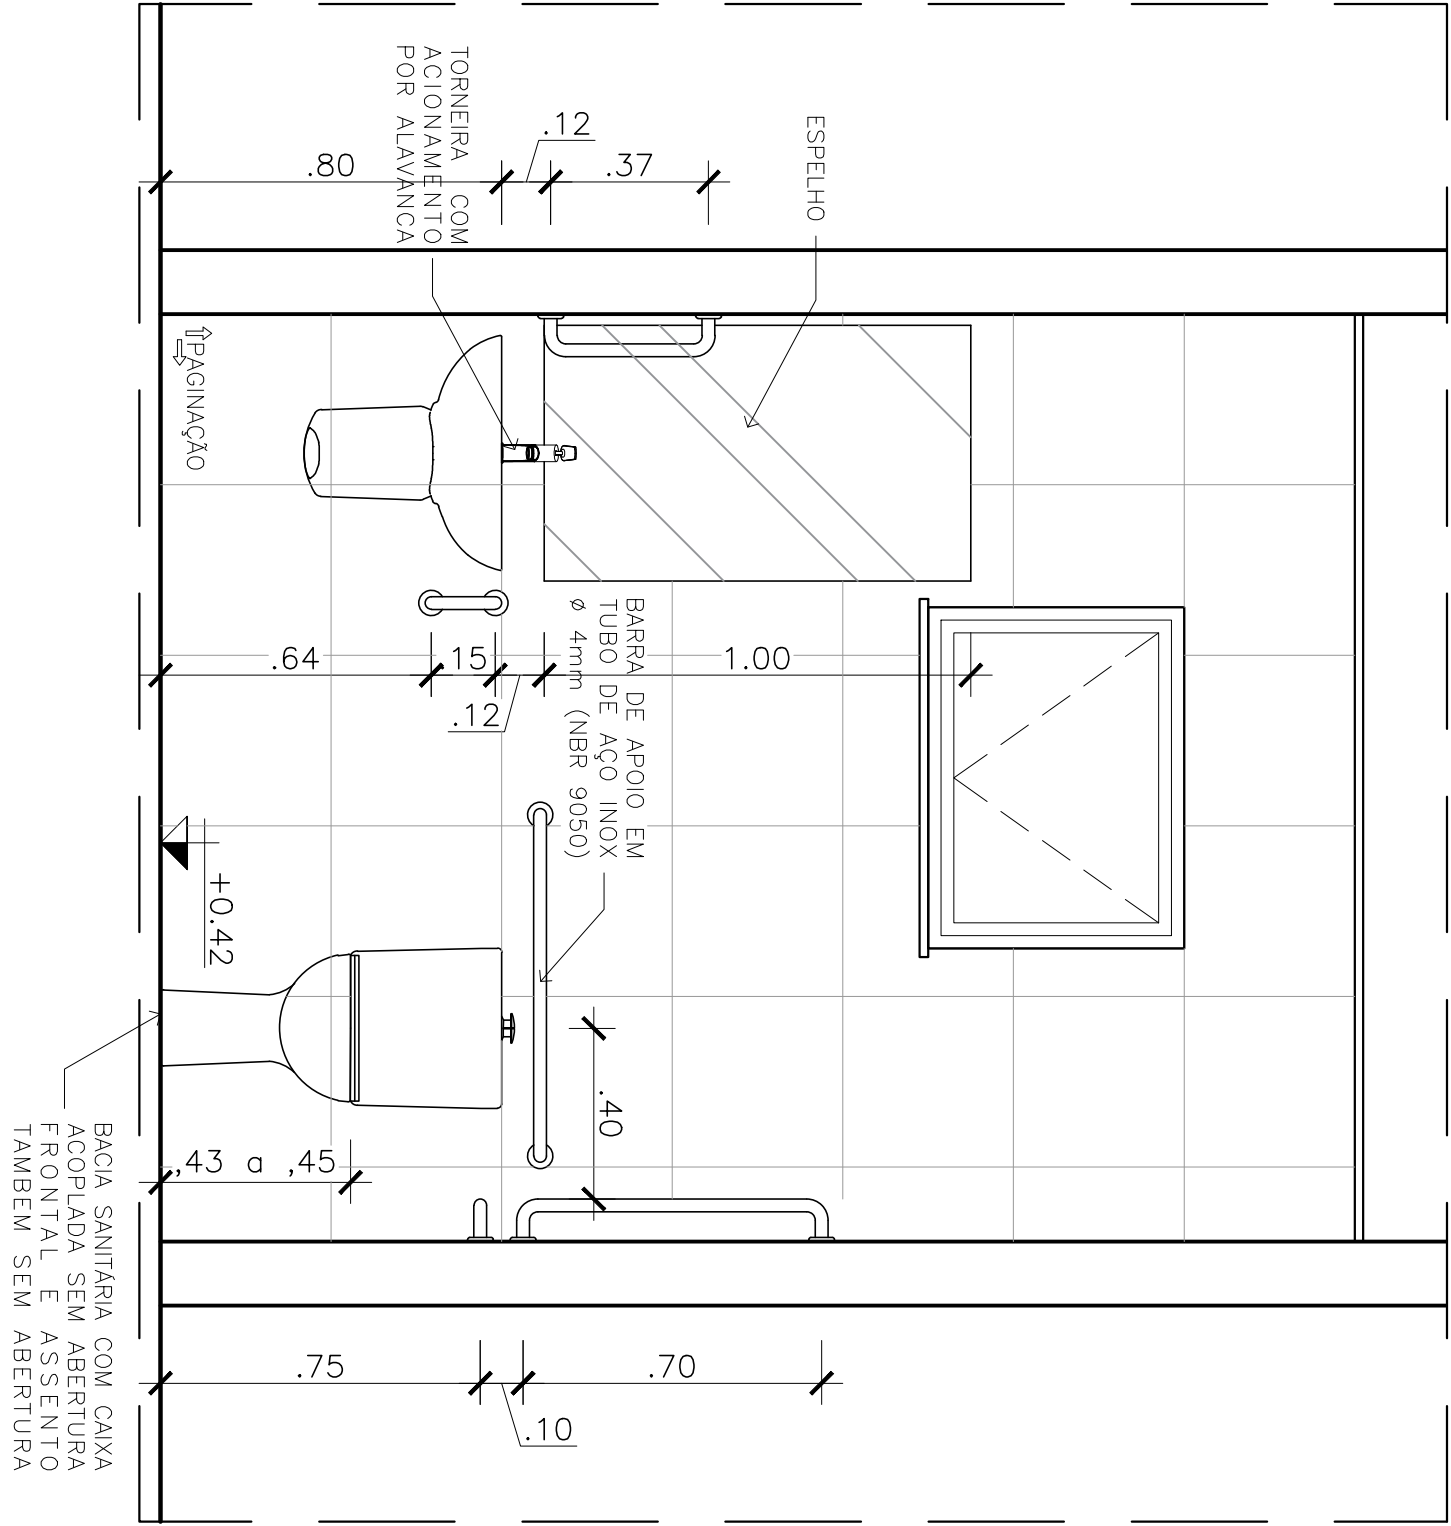 TORNEIRA COM
ACIONAMENTO
POR ALAVANCA
ESPELHO
.80
.12
.37
PAGINAÇÃO
BARRA DE APOIO EM
TUBO DE AÇO INOX
ø 4mm (NBR 9050)
.64
.15
.12
1.00
+0.42
.40
,43 a ,45
BACIA SANITÁRIA COM CAIXA
ACOPLADA SEM ABERTURA
FRONTAL E ASSENTO
TAMBEM SEM ABERTURA
.75
.10
.70